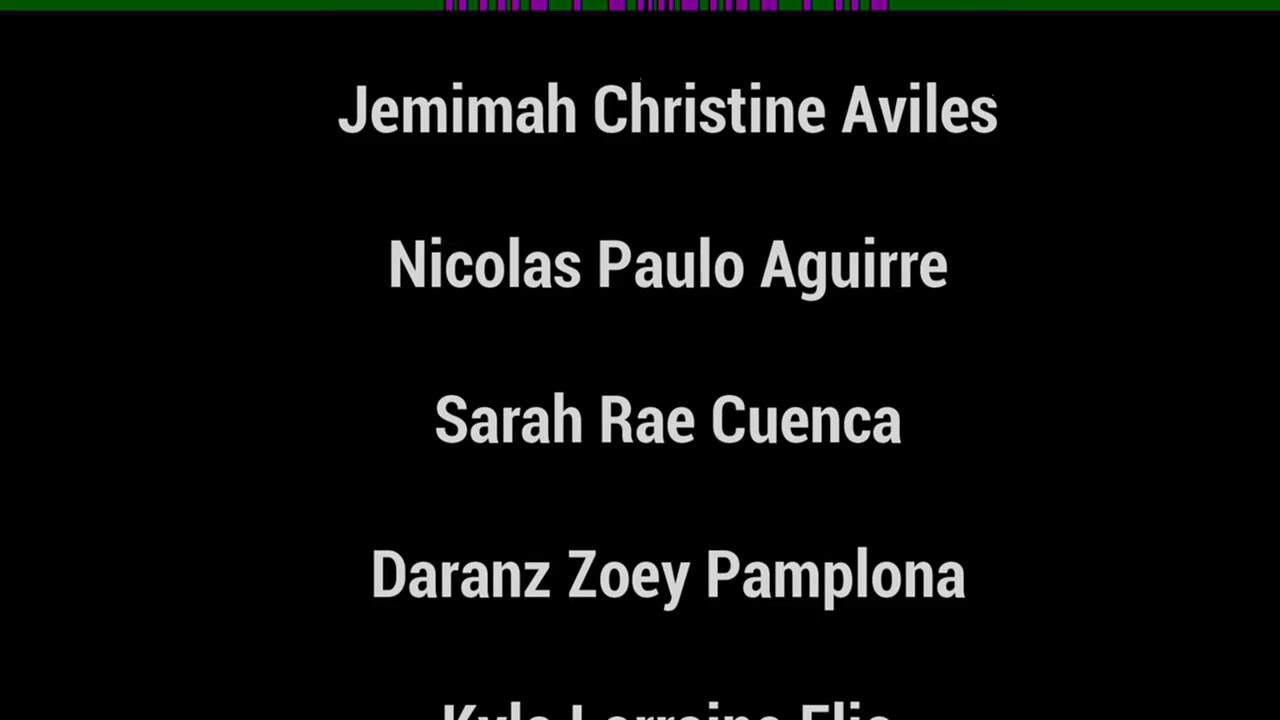 Jemimah Christine Aviles
Nicolas Paulo Aguirre
Sarah Rae Cuenca
Daranz Zoey Pamplona